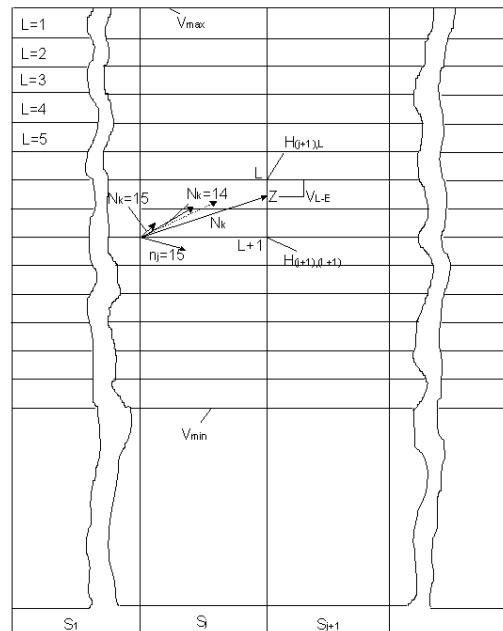 L=1
Vmax
L=2
L=3
L=4
L=5
H(j+1),L
L
Nk=15
Nk=14
Z
VL-E
Nk
L+1
nj=15
H(j+1),(l+1)
Vmin
S1
Sj
Sj+1